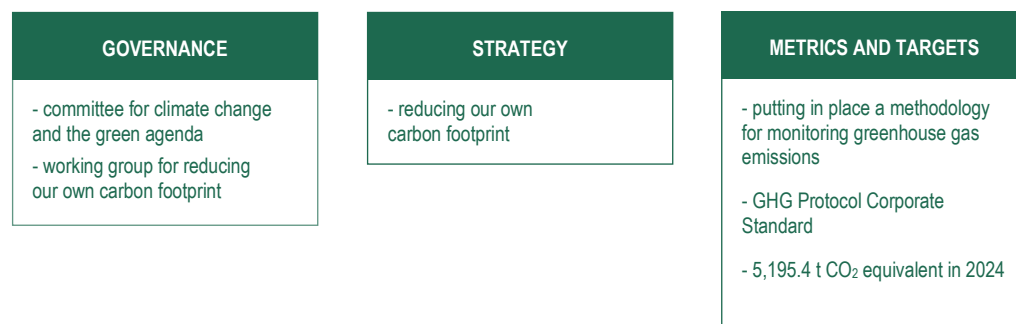 GOVERNANCE
- committee for climate change
and the green agenda
- working group for reducing
our own carbon footprint
STRATEGY
- reducing our own
carbon footprint
METRICS AND TARGETS
- putting in place a methodology
for monitoring greenhouse gas
emissions
- GHG Protocol Corporate
Standard
- 5,195.4 t CO₂ equivalent in 2024